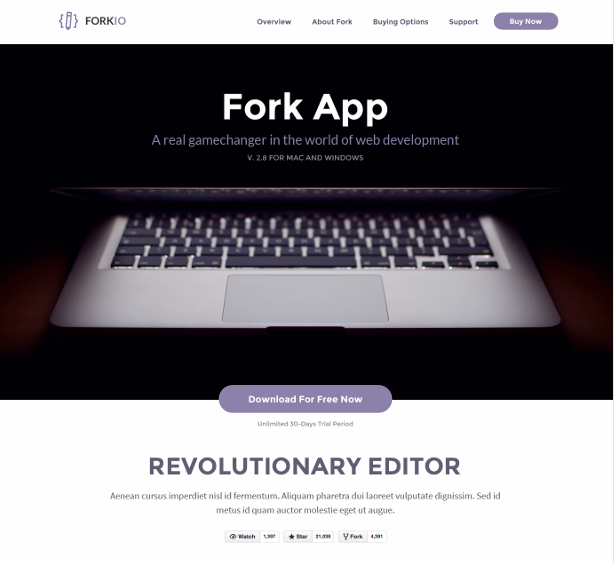 FORKIO
Overview About Fork Buying Options Support Buy Now
Fork App
A real gamechanger in the world of web development
V. 2.8 FOR MAC AND WINDOWS
Download For Free Now
Unlimited 30-Days Trial Period
REVOLUTIONARY EDITOR
Aenean cursus imperdiet nisl id fermentum. Aliquam pharetra dui laoreet vulputate dignissim. Sed id
metus id quam auctor molestie eget ut augue.
Watch 1,397 Star 21,039 Fork 4,391